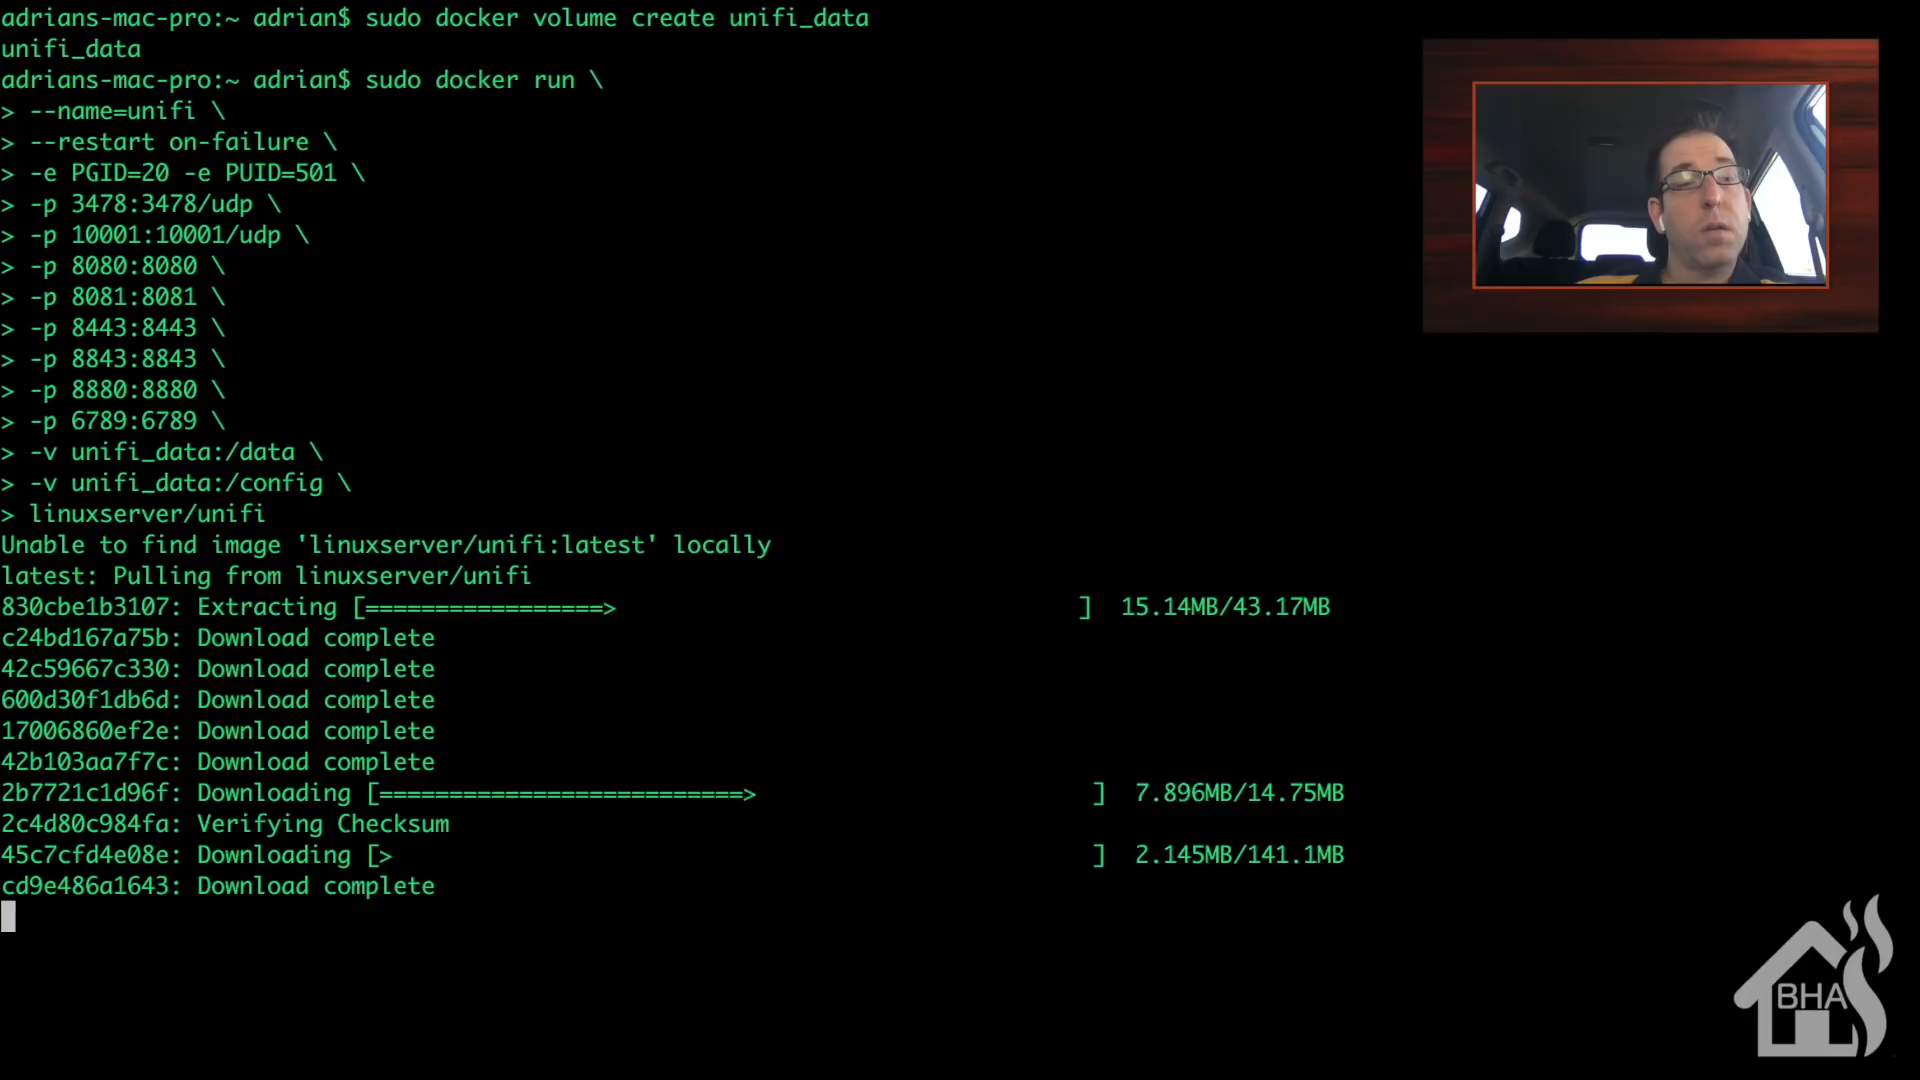 adrians-mac-pro:~ adrian$ sudo docker volume create unifi_data
unifi_data
adrians-mac-pro:~ adrian$ sudo docker run \
> --name=unifi \
> --restart on-failure \
> -e PGID=20 -e PUID=501 \
> -p 3478:3478/udp \
> -p 10001:10001/udp \
> -p 8080:8080 \
> -p 8081:8081 \
> -p 8443:8443 \
> -p 8843:8843 \
> -p 8880:8880 \
> -p 6789:6789 \
> -v unifi_data:/data \
> -v unifi_data:/config \
> linuxserver/unifi
Unable to find image 'linuxserver/unifi:latest' locally
latest: Pulling from linuxserver/unifi
830cbe1b3107: Extracting [=================>                                 ]  15.14MB/43.17MB
c24bd167a75b: Download complete
42c59667c330: Download complete
600d30f1db6d: Download complete
17006860ef2e: Download complete
42b103aa7f7c: Download complete
2b7721c1d96f: Downloading [==========================>                        ]  7.896MB/14.75MB
2c4d80c984fa: Verifying Checksum
45c7cfd4e08e: Downloading [>                                                  ]  2.145MB/141.1MB
cd9e486a1643: Download complete
BHA